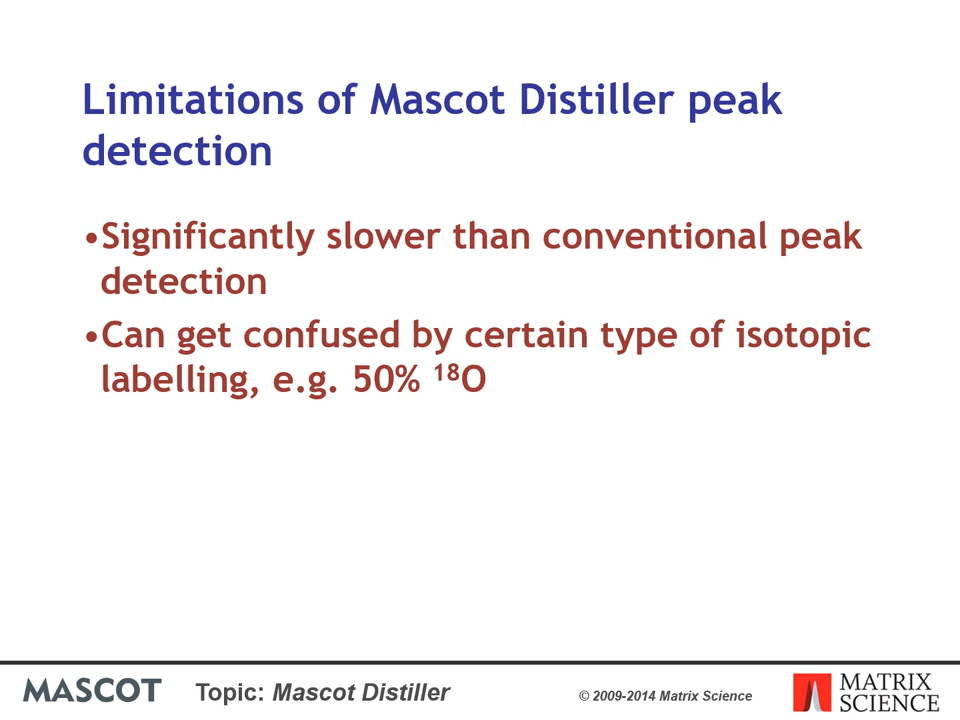 Limitations of Mascot Distiller peak
detection
•Significantly slower than conventional peak
detection
•Can get confused by certain type of isotopic
labelling, e.g. 50% ¹⁸O
MASCOT
Topic: Mascot Distiller
© 2009-2014 Matrix Science
MATRIX
SCIENCE